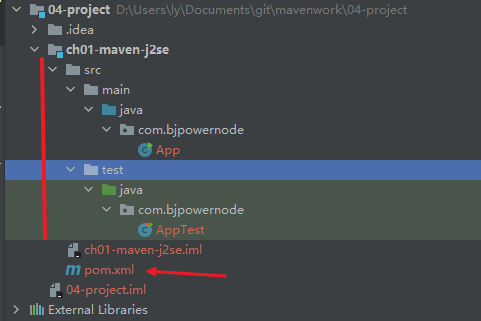 04-project D:\Users\ly\Documents\git\mavenwork\04-project
.idea
ch01-maven-j2se
src
main
java
com.bjpowernode
App
test
java
com.bjpowernode
AppTest
ch01-maven-j2se.iml
pom.xml
04-project.iml
External Libraries